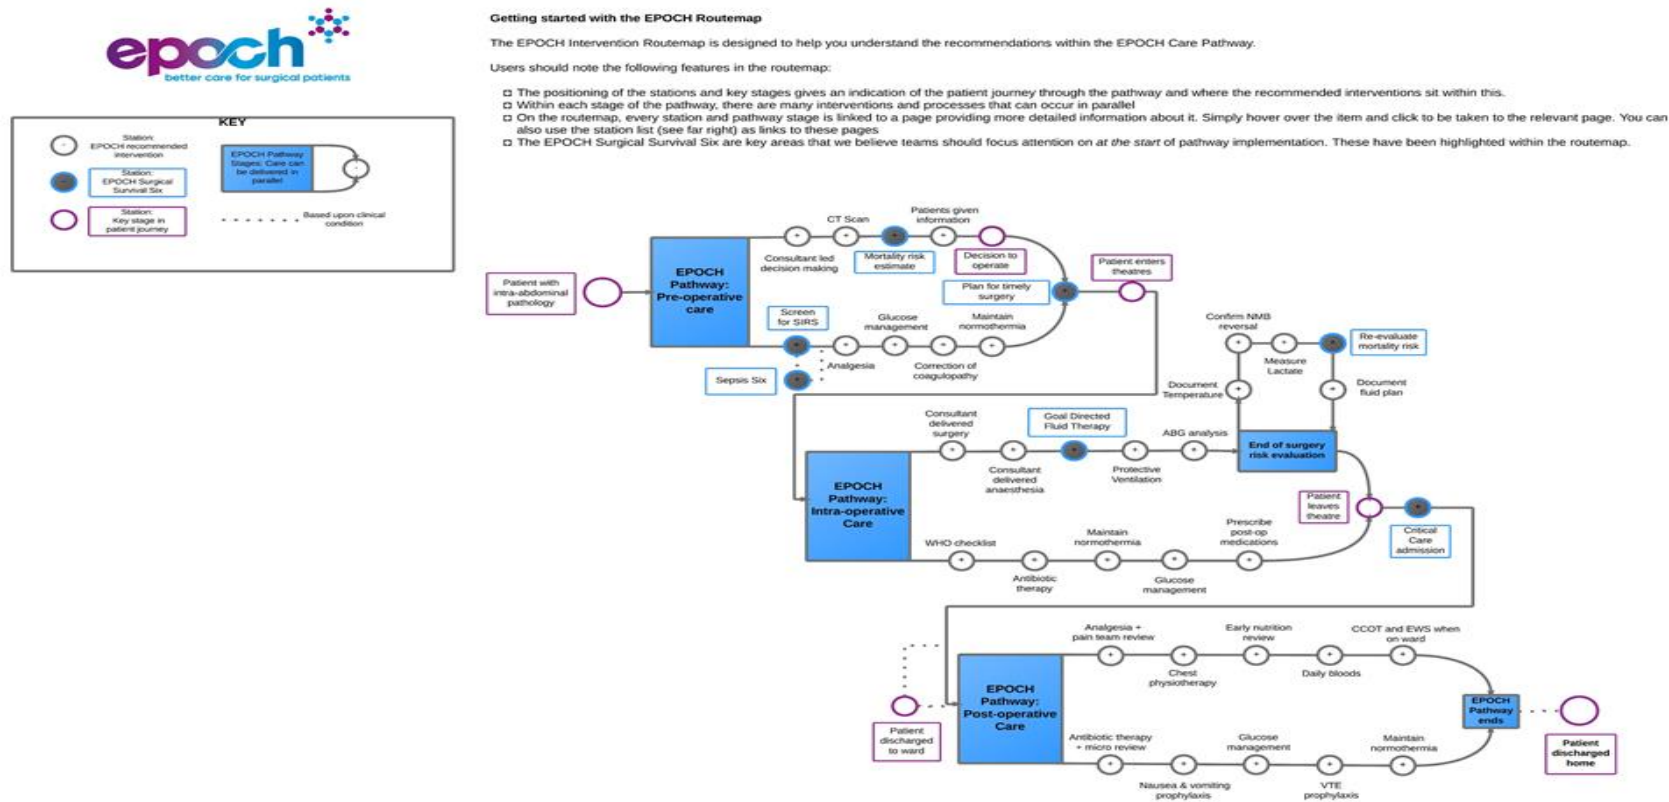 epoch
better care for surgical patients
Getting started with the EPOCH Routemap
The EPOCH Intervention Routemap is designed to help you understand the recommendations within the EPOCH Care Pathway.
Users should note the following features in the routemap:
The positioning of the stations and key stages gives an indication of the patient journey through the pathway and where the recommended interventions sit within this.
Within each stage of the pathway, there are many interventions and processes that can occur in parallel
On the routemap, every station and pathway stage is linked to a page providing more detailed information about it. Simply hover over the item and click to be taken to the relevant page. You can
also use the station list (see far right) as links to these pages
The EPOCH Surgical Survival Six are key areas that we believe teams should focus attention on at the start of pathway implementation. These have been highlighted within the routemap.
KEY
Station:
EPOCH recommended
intervention
Station:
EPOCH Surgical
Survival Six
Station:
Key stage in
patient journey
EPOCH Pathway
Stages: Care can
be delivered in
parallel
Based upon clinical
condition
Patient with
intra-abdominal
pathology
EPOCH
Pathway:
Pre-operative
care
Consultant led
decision making
CT Scan
Mortality risk
estimate
Patients given
information
Decision to
operate
Plan for timely
surgery
Patient enters
theatres
Screen
for SIRS
Sepsis Six
Analgesia
Glucose
management
Correction of
coagulopathy
Maintain
normothermia
EPOCH
Pathway:
Intra-operative
Care
Consultant
delivered
surgery
Consultant
delivered
anaesthesia
Goal Directed
Fluid Therapy
Protective
Ventilation
ABG analysis
End of surgery
risk evaluation
Document
Temperature
Confirm NMB
reversal
Measure
Lactate
Re-evaluate
mortality risk
Document
fluid plan
WHO checklist
Antibiotic
therapy
Maintain
normothermia
Glucose
management
Prescribe
post-op
medications
Patient
leaves
theatre
Critical
Care
admission
Patient
discharged
to ward
EPOCH
Pathway:
Post-operative
Care
Analgesia +
pain team review
Chest
physiotherapy
Early nutrition
review
Daily bloods
CCOT and EWS when
on ward
Antibiotic therapy
+ micro review
Nausea & vomiting
prophylaxis
Glucose
management
VTE
prophylaxis
Maintain
normothermia
EPOCH
Pathway
ends
Patient
discharged
home